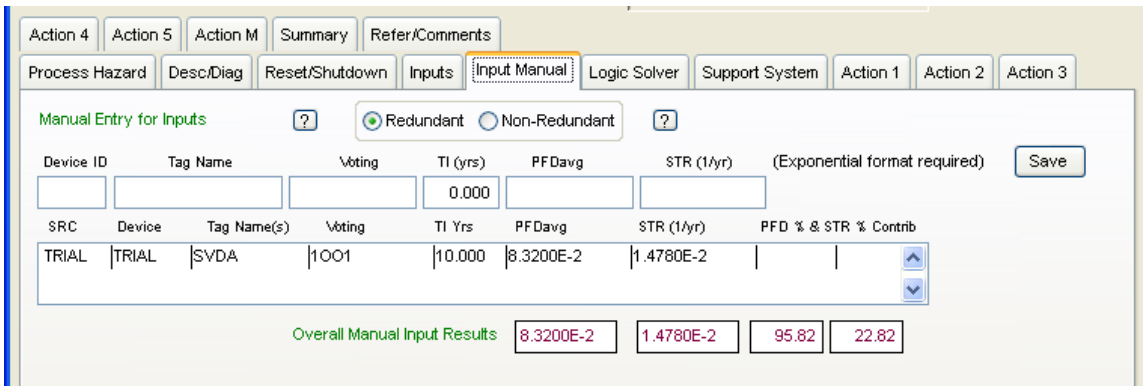 Action 4 Action 5 Action M Summary Refer/Comments
Process Hazard Desc/Diag Reset/Shutdown Inputs Input Manual Logic Solver Support System Action 1 Action 2 Action 3
Manual Entry for Inputs ? Redundant Non-Redundant ?
Device ID Tag Name Voting TI (yrs) PFDavg STR (1/yr) (Exponential format required) Save
0.000
SRC Device Tag Name(s) Voting TI Yrs PFDavg STR (1/yr) PFD % & STR % Contrib
TRIAL TRIAL SVDA 1OO1 10.000 8.3200E-2 1.4780E-2
Overall Manual Input Results 8.3200E-2 1.4780E-2 95.82 22.82